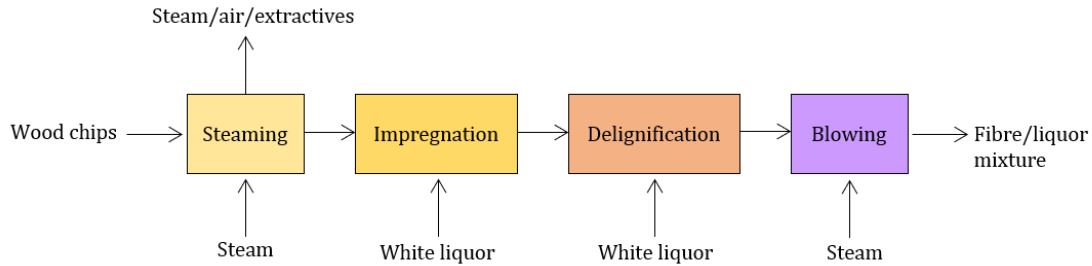 Steam/air/extractives
Wood chips
Steaming
Impregnation
Delignification
Blowing
Fibre/liquor
mixture
Steam
White liquor
White liquor
Steam